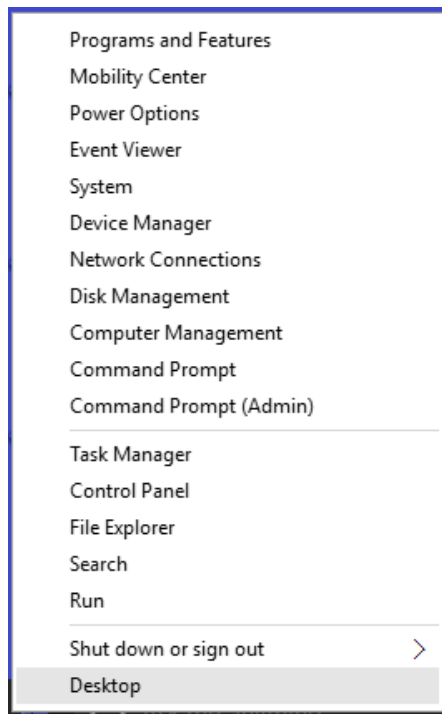 Programs and Features
Mobility Center
Power Options
Event Viewer
System
Device Manager
Network Connections
Disk Management
Computer Management
Command Prompt
Command Prompt (Admin)
Task Manager
Control Panel
File Explorer
Search
Run
Shut down or sign out
Desktop